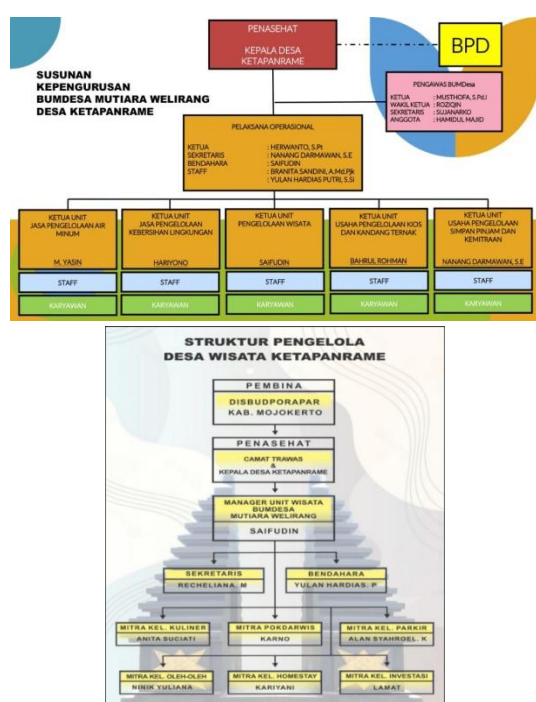 PENASEHAT
KEPALA DESA
KETAPANRAME
BPD
SUSUNAN
KEPENGURUSAN
BUMDESA MUTIARA WELIRANG
DESA KETAPANRAME
PENGAWAS BUMDesa
KETUA : MUSTHOFA, S.Pd.I
WAKIL KETUA : ROZIQIN
SEKRETARIS : SUJANARKO
ANGGOTA : HAMIDUL MAJID
PELAKSANA OPERASIONAL
KETUA : HERWANTO, S.Pt
SEKRETARIS : NANANG DARMAWAN, S.E
BENDAHARA : SAIFUDIN
STAFF : BRANITA SANDINI, A.Md.Pjk
: YULAN HARDIAS PUTRI, S.Si
KETUA UNIT
JASA PENGELOLAAN AIR
MINUM
M. YASIN
STAFF
KARYAWAN
KETUA UNIT
JASA PENGELOLAAN
KEBERSIHAN LINGKUNGAN
HARIYONO
STAFF
KARYAWAN
KETUA UNIT
PENGELOLAAN WISATA
SAIFUDIN
STAFF
KARYAWAN
KETUA UNIT
USAHA PENGELOLAAN KIOS
DAN KANDANG TERNAK
BAHRUL ROHMAN
STAFF
KARYAWAN
KETUA UNIT
USAHA PENGELOLAAN
SIMPAN PINJAM DAN
KEMITRAAN
NANANG DARMAWAN, S.E
STAFF
KARYAWAN
STRUKTUR PENGELOLA
DESA WISATA KETAPANRAME
PEMBINA
DISBUDPORAPAR
KAB. MOJOKERTO
PENASEHAT
CAMAT TRAWAS
&
KEPALA DESA KETAPANRAME
MANAGER UNIT WISATA
BUMDESA
MUTIARA WELIRANG
SAIFUDIN
SEKRETARIS
RECHELIANA. M
BENDAHARA
YULAN HARDIAS. P
MITRA KEL. KULINER
ANITA SUCIATI
MITRA POKDARWIS
KARNO
MITRA KEL. PARKIR
ALAN SYAHROEL. K
MITRA KEL. OLEH-OLEH
NINIK YULIANA
MITRA KEL. HOMESTAY
KARIYANI
MITRA KEL. INVESTASI
LAMAT